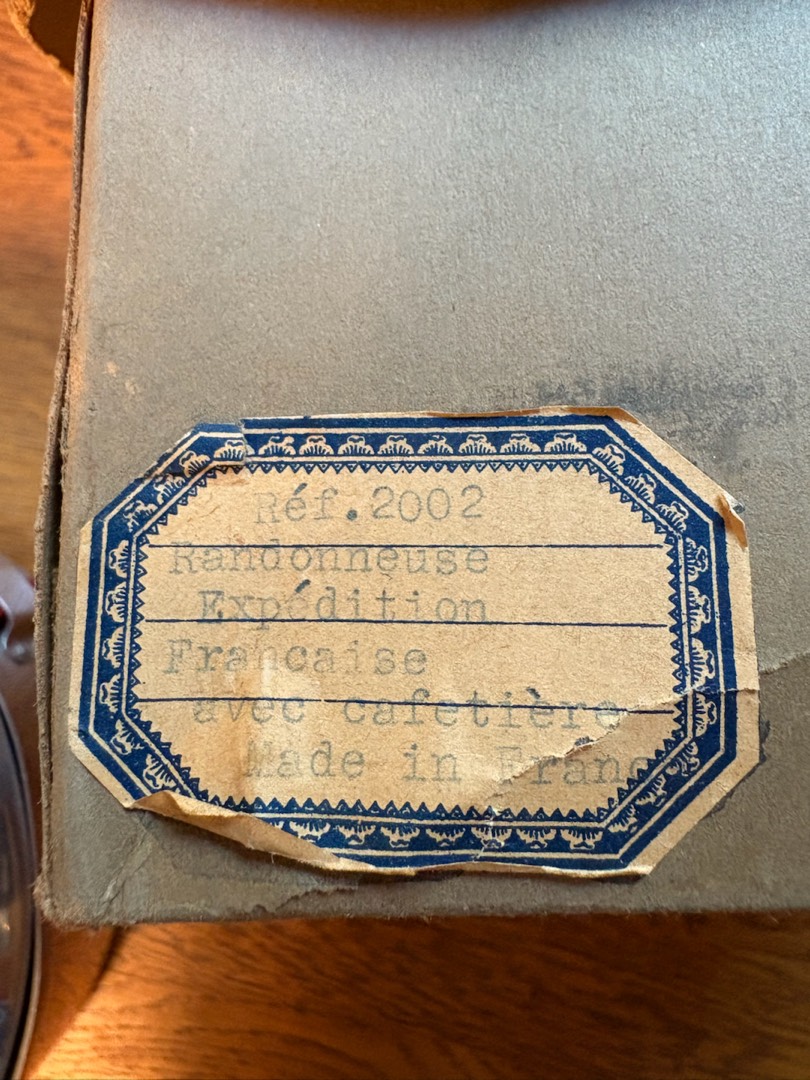 Réf.2002
Randonneuse
Expédition
Francaise
avec cafetière
Made in Franc